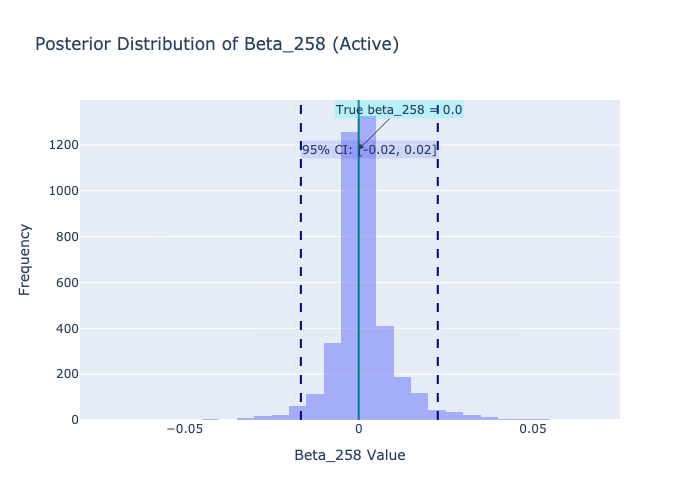 Posterior Distribution of Beta_258 (Active)
True beta_258 = 0.0
95% CI: [-0.02, 0.02]
1200
1000
800
600
400
200
0
Frequency
−0.05
0
0.05
Beta_258 Value